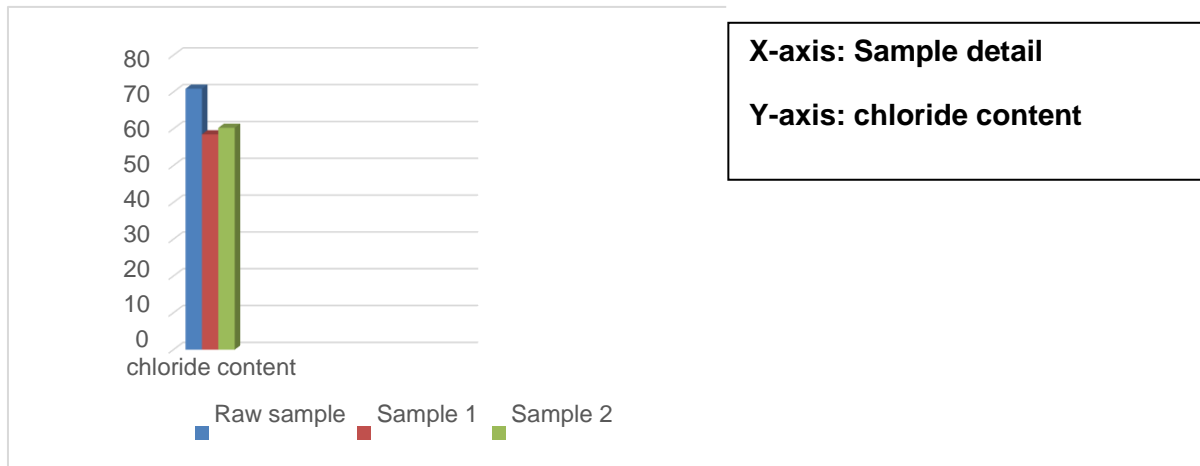 X-axis: Sample detail
Y-axis: chloride content
80
70
60
50
40
30
20
10
0
chloride content
Raw sample Sample 1 Sample 2